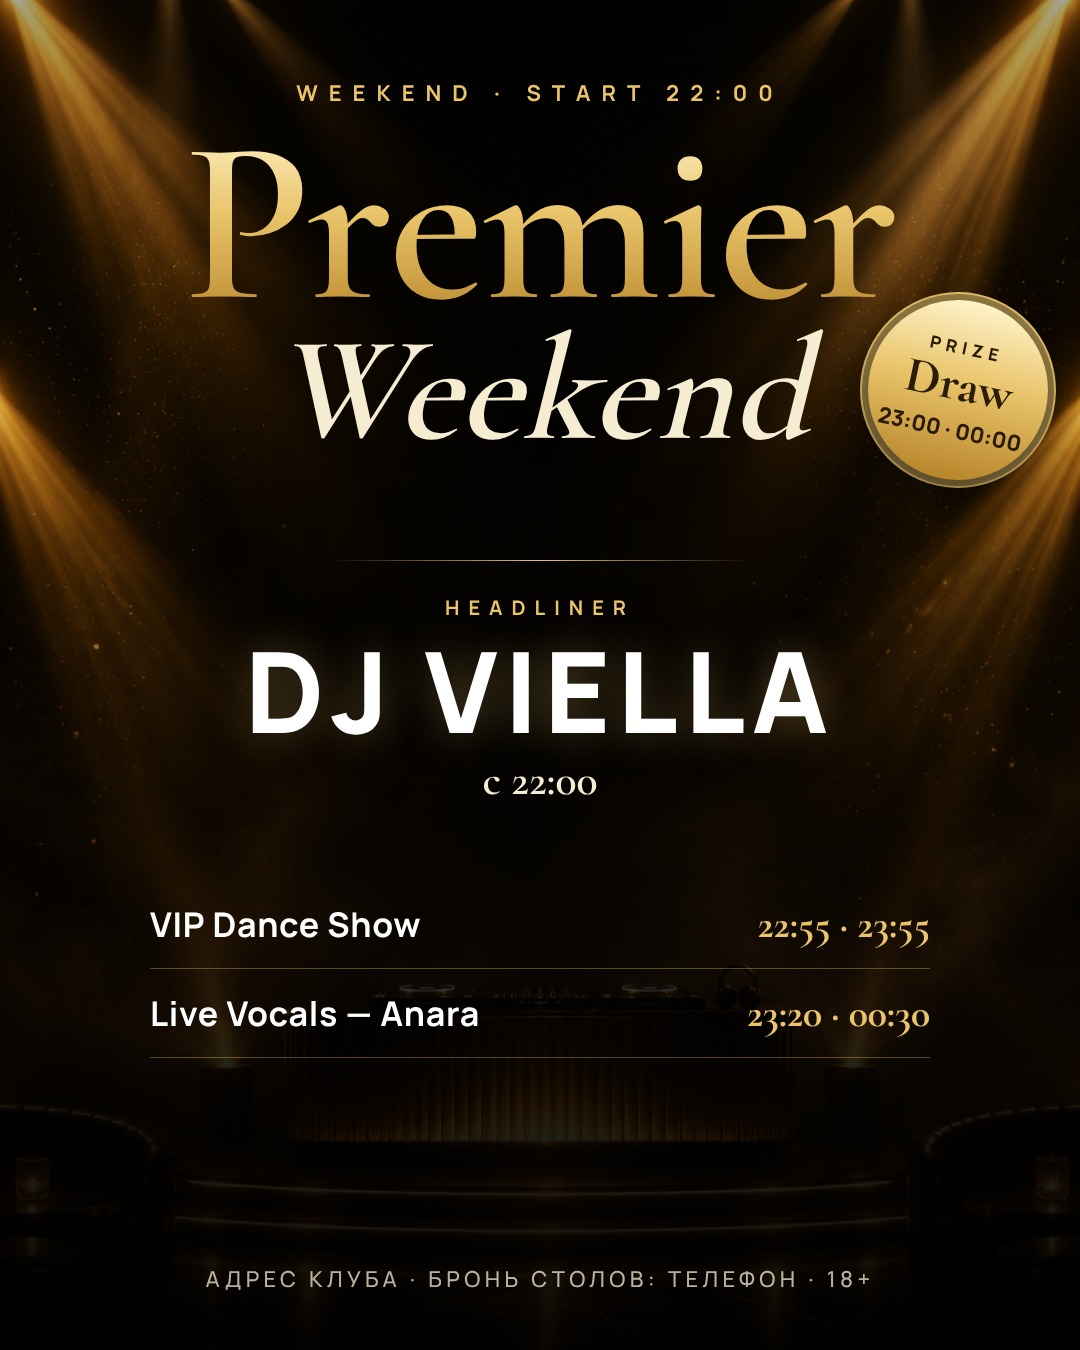 WEEKEND · START 22:00
Premier
Weekend
PRIZE
Draw
23:00 · 00:00
HEADLINER
DJ VIELLA
с 22:00
VIP Dance Show 22:55 · 23:55
Live Vocals — Anara 23:20 · 00:30
АДРЕС КЛУБА · БРОНЬ СТОЛОВ: ТЕЛЕФОН · 18+